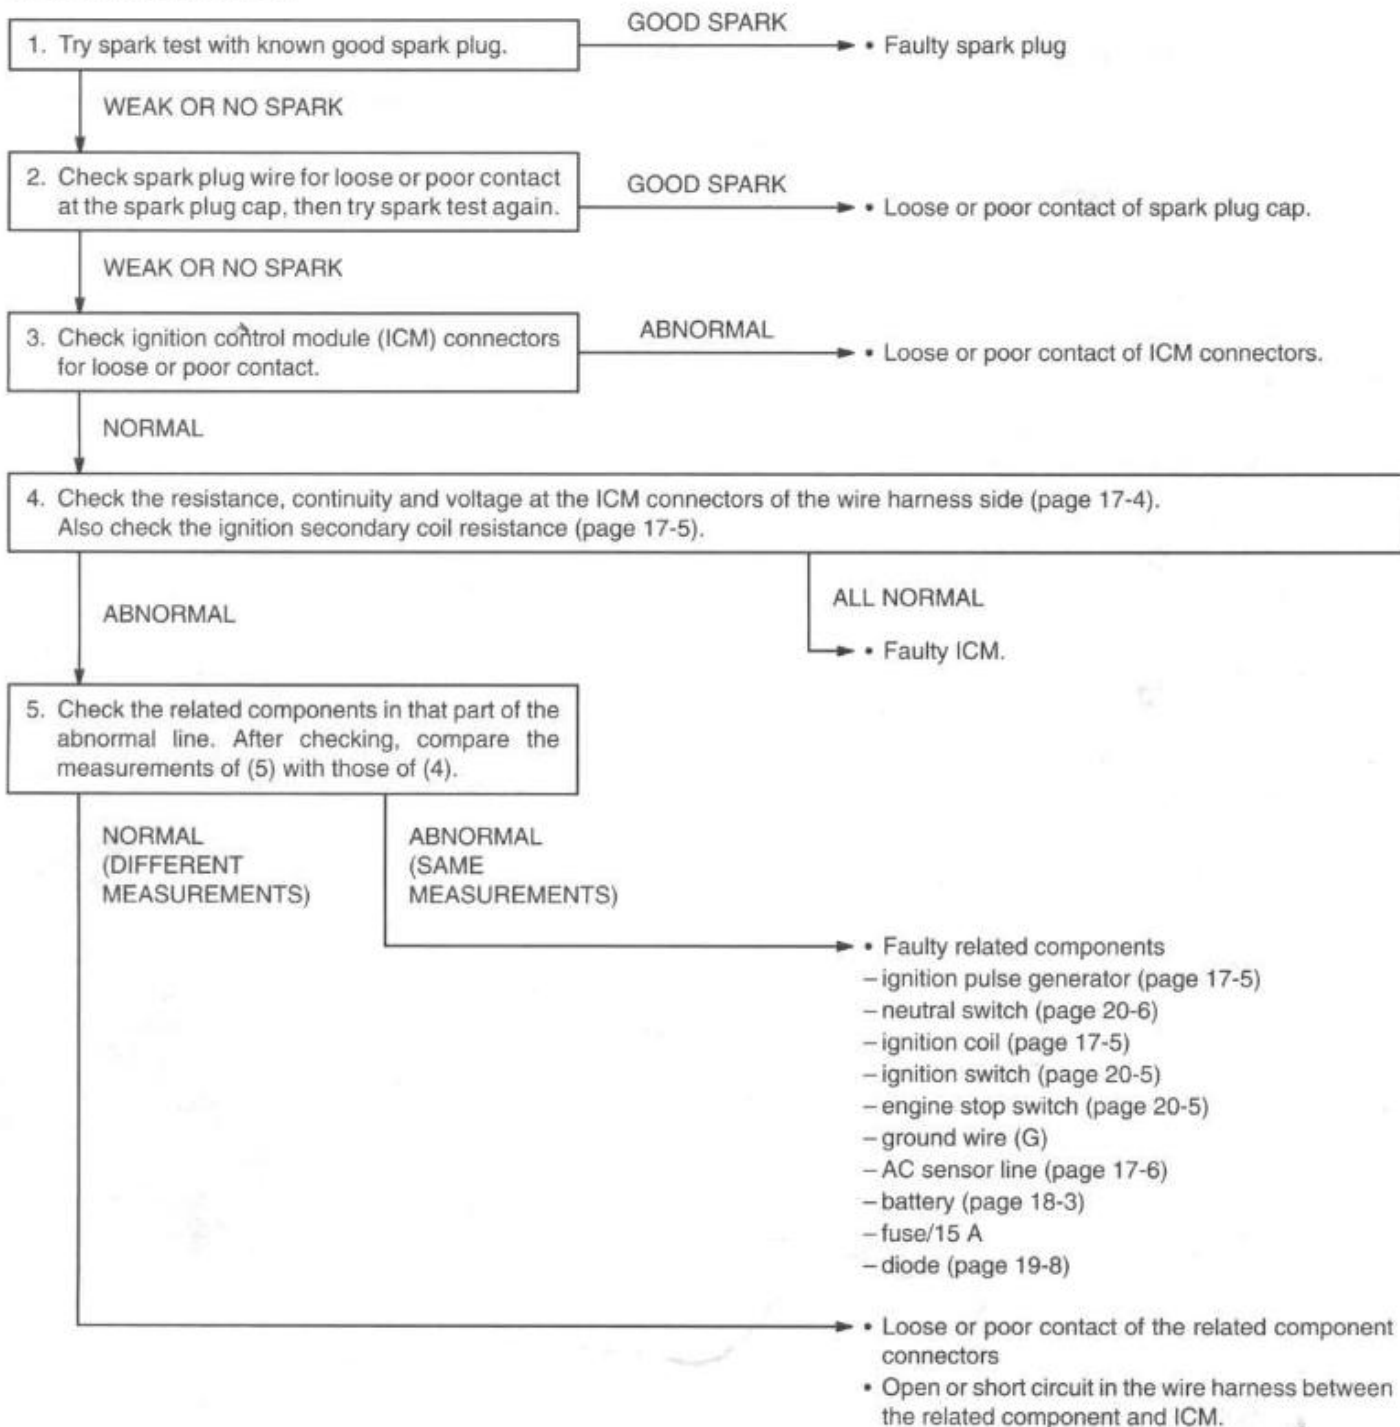 GOOD SPARK
1. Try spark test with known good spark plug.
• Faulty spark plug
WEAK OR NO SPARK
2. Check spark plug wire for loose or poor contact
at the spark plug cap, then try spark test again.
GOOD SPARK
• Loose or poor contact of spark plug cap.
WEAK OR NO SPARK
3. Check ignition control module (ICM) connectors
for loose or poor contact.
ABNORMAL
• Loose or poor contact of ICM connectors.
NORMAL
4. Check the resistance, continuity and voltage at the ICM connectors of the wire harness side (page 17-4).
Also check the ignition secondary coil resistance (page 17-5).
ABNORMAL
ALL NORMAL
• Faulty ICM.
5. Check the related components in that part of the
abnormal line. After checking, compare the
measurements of (5) with those of (4).
NORMAL
(DIFFERENT
MEASUREMENTS)
ABNORMAL
(SAME
MEASUREMENTS)
• Faulty related components
–ignition pulse generator (page 17-5)
–neutral switch (page 20-6)
–ignition coil (page 17-5)
–ignition switch (page 20-5)
–engine stop switch (page 20-5)
–ground wire (G)
–AC sensor line (page 17-6)
–battery (page 18-3)
–fuse/15 A
–diode (page 19-8)
• Loose or poor contact of the related component
connectors
• Open or short circuit in the wire harness between
the related component and ICM.